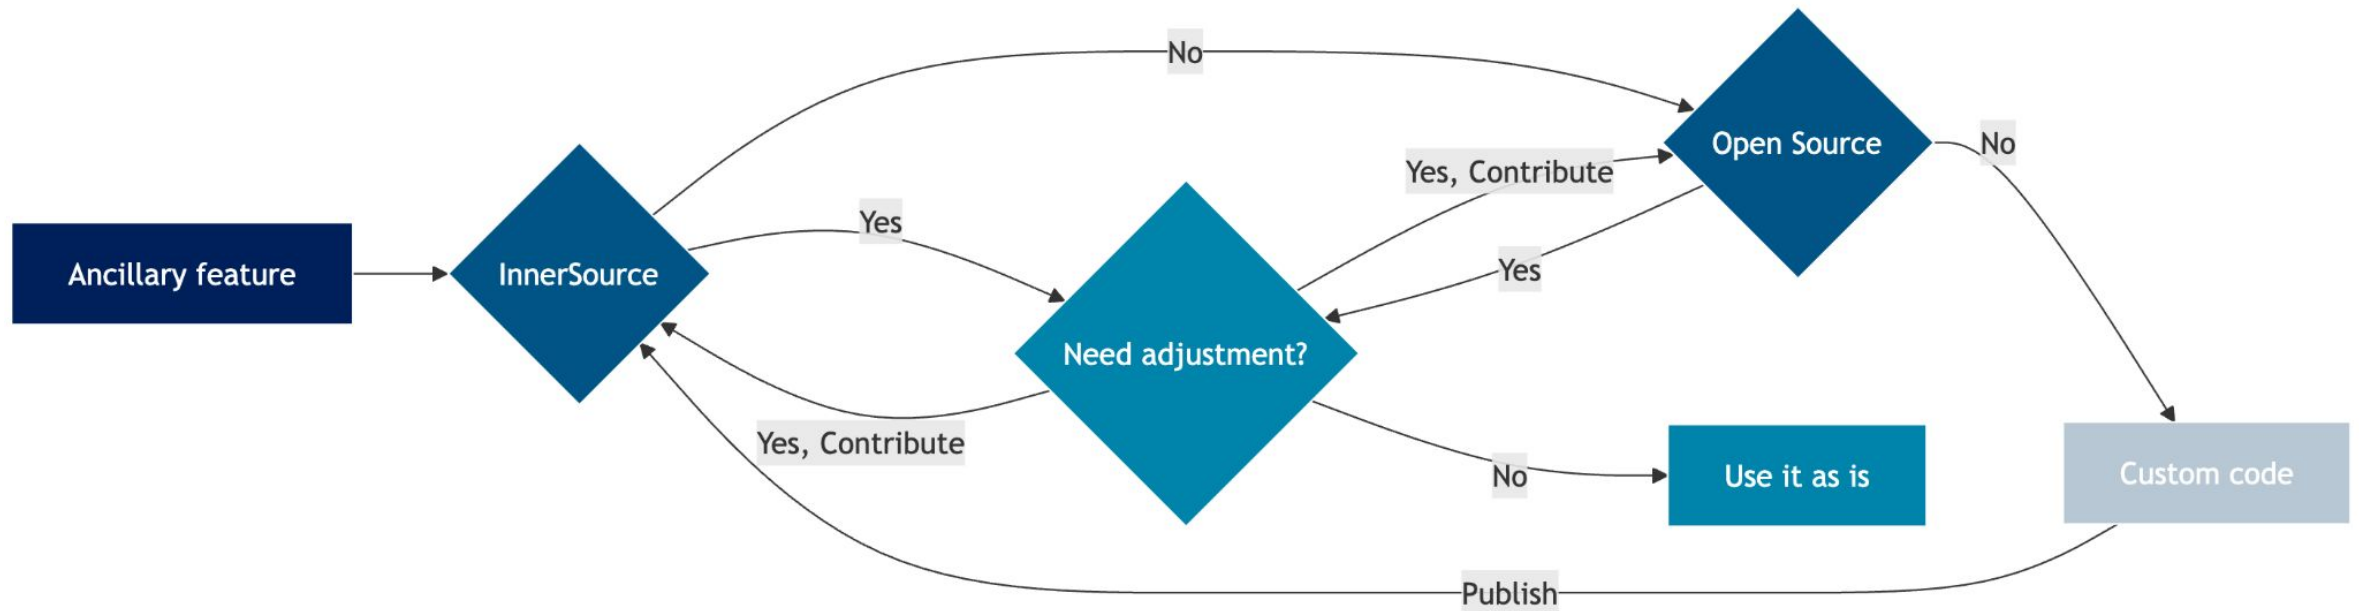 No
Open Source
No
Yes, Contribute
Yes
Ancillary feature
InnerSource
Yes
Need adjustment?
Yes, Contribute
No
Use it as is
Custom code
Publish